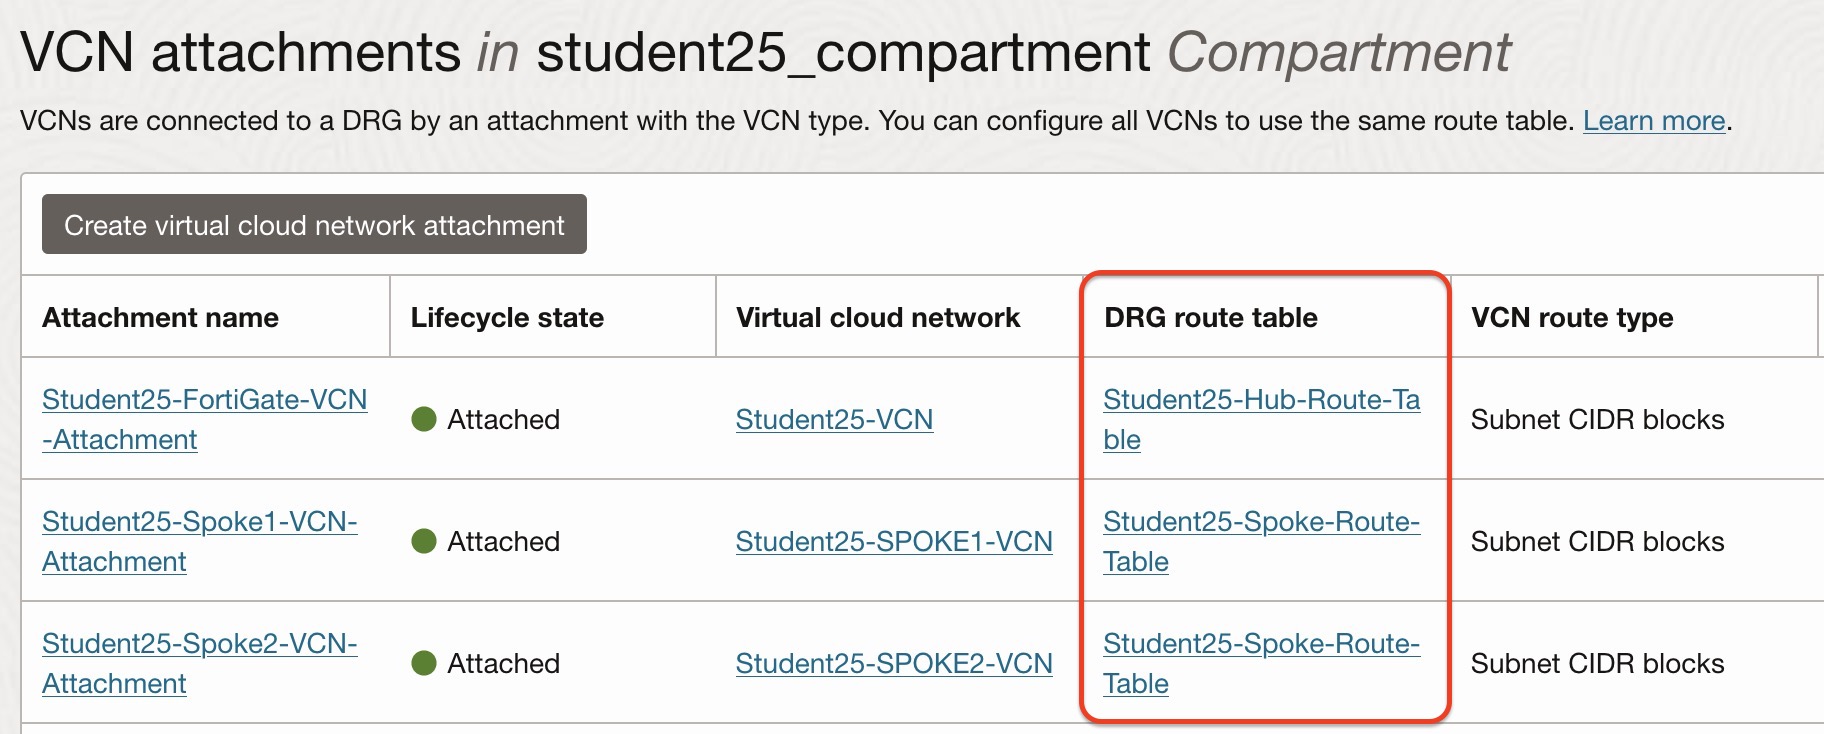 VCN attachments in student25_compartment Compartment
VCNs are connected to a DRG by an attachment with the VCN type. You can configure all VCNs to use the same route table. Learn more.
Create virtual cloud network attachment
Attachment name Lifecycle state Virtual cloud network DRG route table VCN route type
Student25-FortiGate-VCN
-Attachment
Attached
Student25-VCN
Student25-Hub-Route-Ta
ble
Subnet CIDR blocks
Student25-Spoke1-VCN-
Attachment
Attached
Student25-SPOKE1-VCN
Student25-Spoke-Route-
Table
Subnet CIDR blocks
Student25-Spoke2-VCN-
Attachment
Attached
Student25-SPOKE2-VCN
Student25-Spoke-Route-
Table
Subnet CIDR blocks